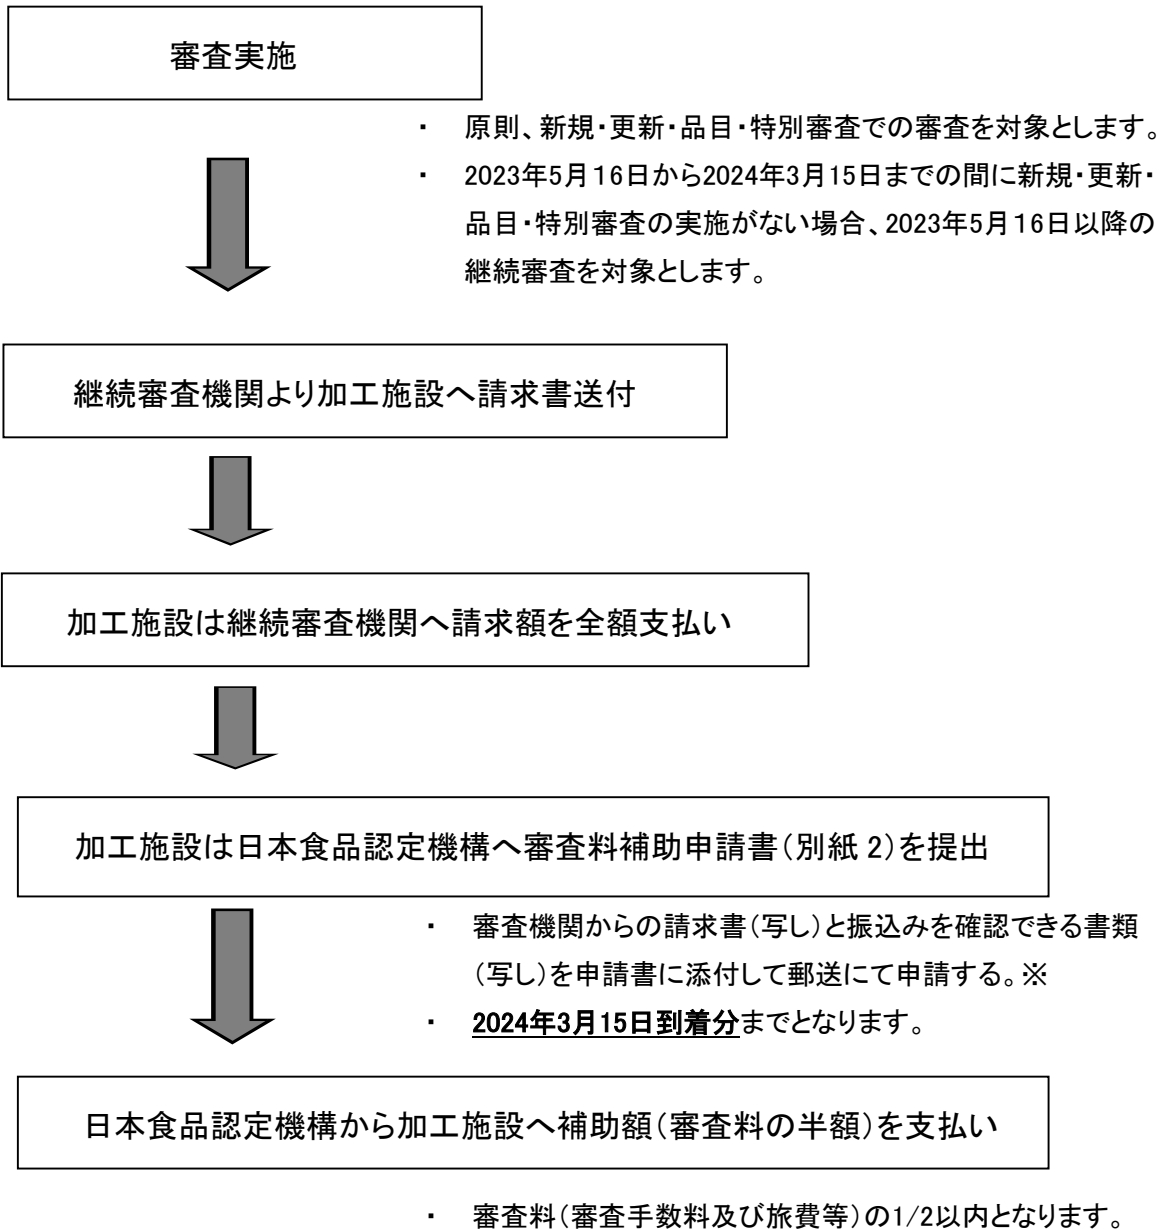 審査実施
・ 原則、新規・更新・品目・特別審査での審査を対象とします。
・ 2023年5月16日から2024年3月15日までの間に新規・更新・
品目・特別審査の実施がない場合、2023年5月16日以降の
継続審査を対象とします。
継続審査機関より加工施設へ請求書送付
加工施設は継続審査機関へ請求額を全額支払い
加工施設は日本食品認定機構へ審査料補助申請書（別紙 2）を提出
・ 審査機関からの請求書（写し）と振込みを確認できる書類
（写し）を申請書に添付して郵送にて申請する。※
・ 2024年3月15日到着分までとなります。
日本食品認定機構から加工施設へ補助額（審査料の半額）を支払い
・ 審査料（審査手数料及び旅費等）の1/2以内となります。